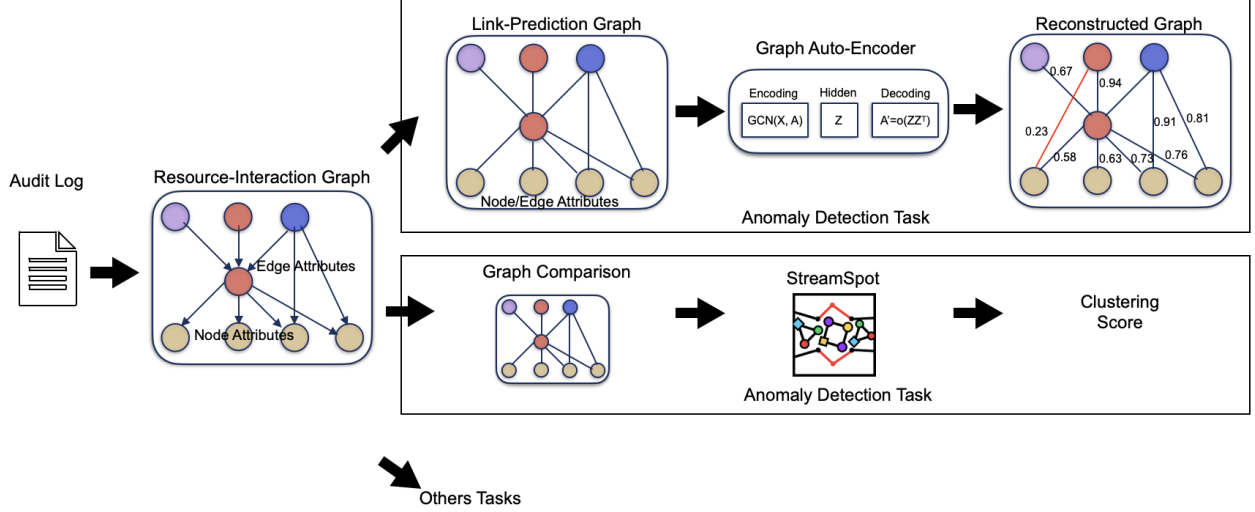 Audit Log
Resource-Interaction Graph
Edge Attributes
Node Attributes
Link-Prediction Graph
Node/Edge Attributes
Graph Auto-Encoder
Encoding
Hidden
Decoding
GCN(X, A)
Z
A'=σ(ZZᵀ)
Reconstructed Graph
0.67
0.94
0.23
0.91
0.81
0.58
0.63
0.73
0.76
Anomaly Detection Task
Graph Comparison
StreamSpot
Clustering
Score
Anomaly Detection Task
Others Tasks